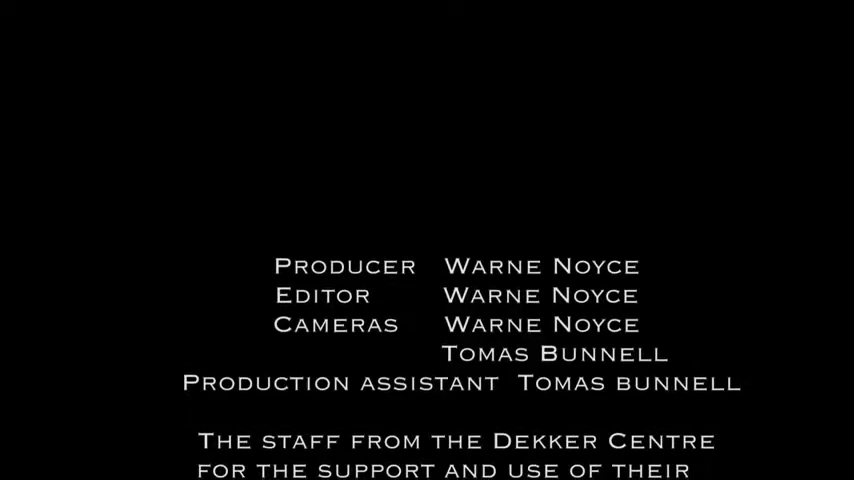 Producer Warne Noyce
Editor Warne Noyce
Cameras Warne Noyce
Tomas Bunnell
Production assistant Tomas bunnell
The staff from the Dekker Centre
for the support and use of their